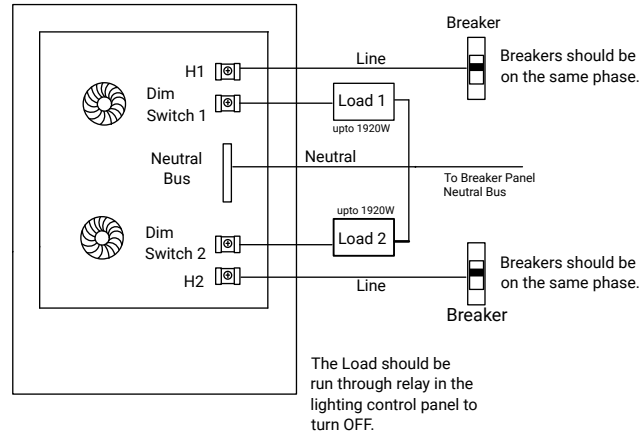 Breaker
H1
Line
Breakers should be
on the same phase.
Dim
Switch 1
Load 1
upto 1920W
Neutral
Bus
Neutral
To Breaker Panel
Neutral Bus
upto 1920W
Dim
Switch 2
Load 2
H2
Line
Breakers should be
on the same phase.
Breaker
The Load should be
run through relay in the
lighting control panel to
turn OFF.